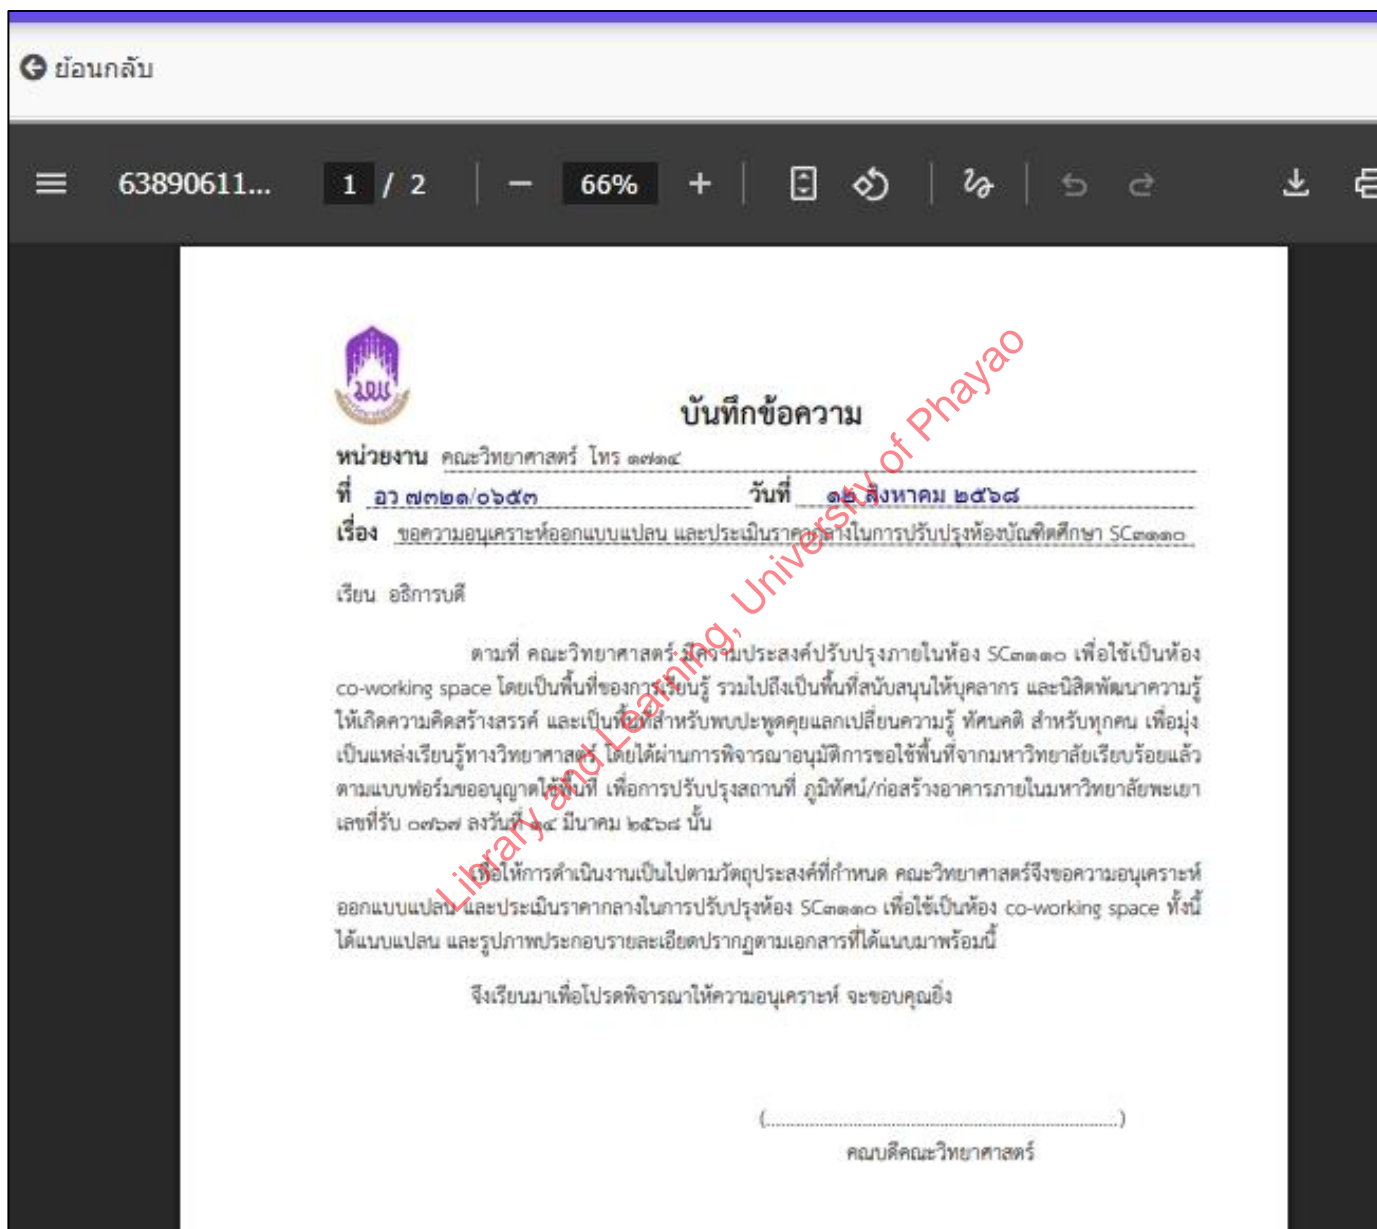 ย้อนกลับ
63890611... 1 / 2 66%
บันทึกข้อความ
หน่วยงาน คณะวิทยาศาสตร์ โทร ๑๗๑๔
ที่ อว ๗๓๒๑/๐๖๕๓ วันที่ ๑๒ สิงหาคม ๒๕๖๘
เรื่อง ขอความอนุเคราะห์ออกแบบแปลน และประเมินราคากลางในการปรับปรุงห้องบัณฑิตศึกษา SC๓๑๑๐
เรียน อธิการบดี
ตามที่ คณะวิทยาศาสตร์ มีความประสงค์ปรับปรุงภายในห้อง SC๓๑๑๐ เพื่อใช้เป็นห้อง
co-working space โดยเป็นพื้นที่ของการเรียนรู้ รวมไปถึงเป็นพื้นที่สนับสนุนให้บุคลากร และนิสิตพัฒนาความรู้
ให้เกิดความคิดสร้างสรรค์ และเป็นพื้นที่สำหรับพบปะพูดคุยแลกเปลี่ยนความรู้ ทัศนคติ สำหรับทุกคน เพื่อมุ่ง
เป็นแหล่งเรียนรู้ทางวิทยาศาสตร์ โดยได้ผ่านการพิจารณาอนุมัติการขอใช้พื้นที่จากมหาวิทยาลัยเรียบร้อยแล้ว
ตามแบบฟอร์มขออนุญาตใช้พื้นที่ เพื่อการปรับปรุงสถานที่ ภูมิทัศน์/ก่อสร้างอาคารภายในมหาวิทยาลัยพะเยา
เลขที่รับ ๐๗๖๗ ลงวันที่ ๑๔ มีนาคม ๒๕๖๘ นั้น
เพื่อให้การดำเนินงานเป็นไปตามวัตถุประสงค์ที่กำหนด คณะวิทยาศาสตร์จึงขอความอนุเคราะห์
ออกแบบแปลน และประเมินราคากลางในการปรับปรุงห้อง SC๓๑๑๐ เพื่อใช้เป็นห้อง co-working space ทั้งนี้
ได้แนบแปลน และรูปภาพประกอบรายละเอียดปรากฏตามเอกสารที่ได้แนบมาพร้อมนี้
จึงเรียนมาเพื่อโปรดพิจารณาให้ความอนุเคราะห์ จะขอบคุณยิ่ง
(....................................................................)
คณบดีคณะวิทยาศาสตร์
Library and Learning, University of Phayao